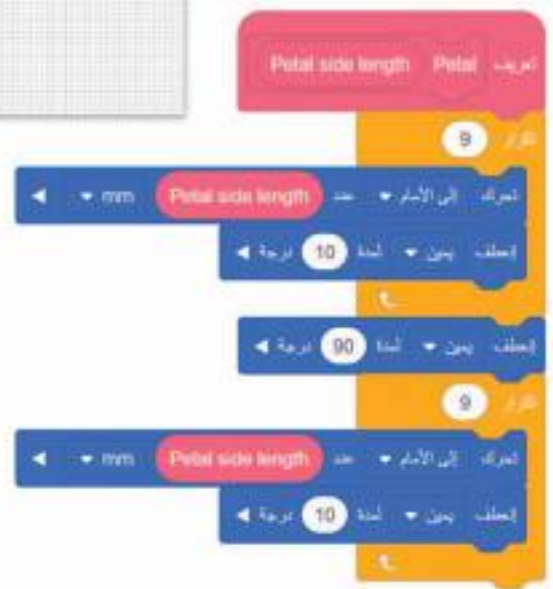 تعريف Petal Petal side length
تكرار 9
تحرك إلى الأمام عند Petal side length mm
إنعطف يمين لمدة 10 درجة
إنعطف يمين لمدة 90 درجة
تكرار 9
تحرك إلى الأمام عند Petal side length mm
إنعطف يمين لمدة 10 درجة